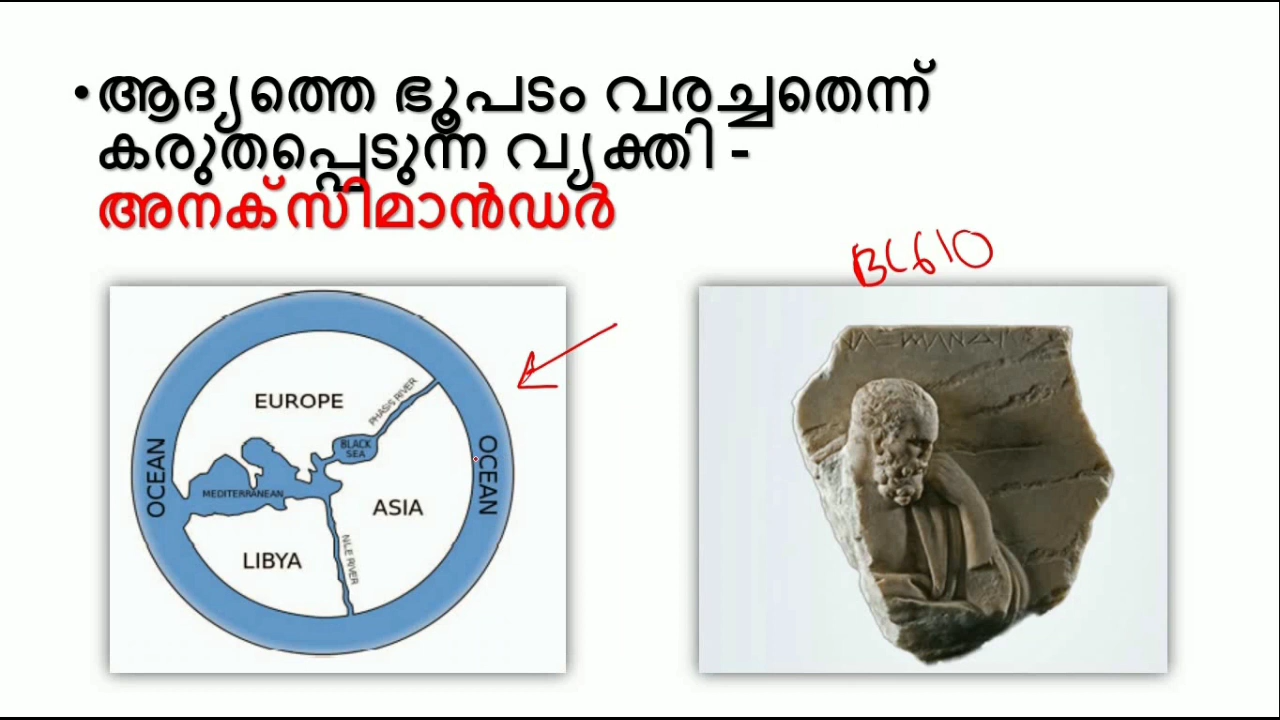 •ആദ്യത്തെ ഭൂപടം വരച്ചതെന്ന്
കരുതപ്പെടുന്ന വ്യക്തി -
അനക്സിമാൻഡർ
BC610
EUROPE
PHASIS RIVER
BLACK
SEA
OCEAN
OCEAN
MEDITERRANEAN
ASIA
LIBYA
NILE RIVER